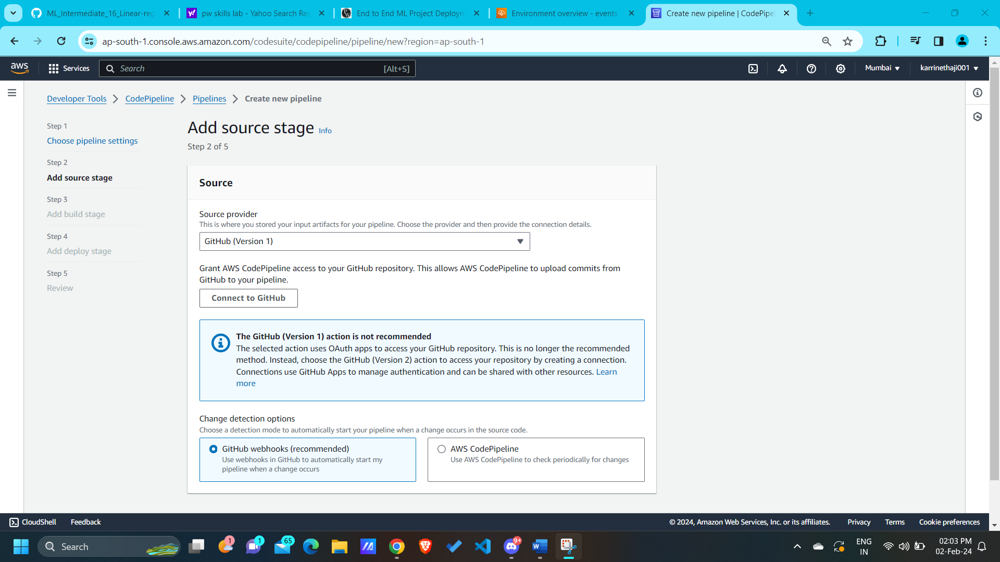 ML_Intermediate_16_Linear-reg
pw skills lab - Yahoo Search Res
End to End ML Project Deploym
Environment overview - events
Create new pipeline | CodePipel
ap-south-1.console.aws.amazon.com/codesuite/codepipeline/pipeline/new?region=ap-south-1
aws
Services
Search
[Alt+S]
Mumbai
karrinethaji001
Developer Tools
CodePipeline
Pipelines
Create new pipeline
Step 1
Choose pipeline settings
Step 2
Add source stage
Step 3
Add build stage
Step 4
Add deploy stage
Step 5
Review
Add source stage Info
Step 2 of 5
Source
Source provider
This is where you stored your input artifacts for your pipeline. Choose the provider and then provide the connection details.
GitHub (Version 1)
Grant AWS CodePipeline access to your GitHub repository. This allows AWS CodePipeline to upload commits from
GitHub to your pipeline.
Connect to GitHub
The GitHub (Version 1) action is not recommended
The selected action uses OAuth apps to access your GitHub repository. This is no longer the recommended
method. Instead, choose the GitHub (Version 2) action to access your repository by creating a connection.
Connections use GitHub Apps to manage authentication and can be shared with other resources. Learn
more
Change detection options
Choose a detection mode to automatically start your pipeline when a change occurs in the source code.
GitHub webhooks (recommended)
Use webhooks in GitHub to automatically start my
pipeline when a change occurs
AWS CodePipeline
Use AWS CodePipeline to check periodically for changes
CloudShell
Feedback
© 2024, Amazon Web Services, Inc. or its affiliates.
Privacy
Terms
Cookie preferences
Search
1
1
65
9+
ENG
IN
02:03 PM
02-Feb-24